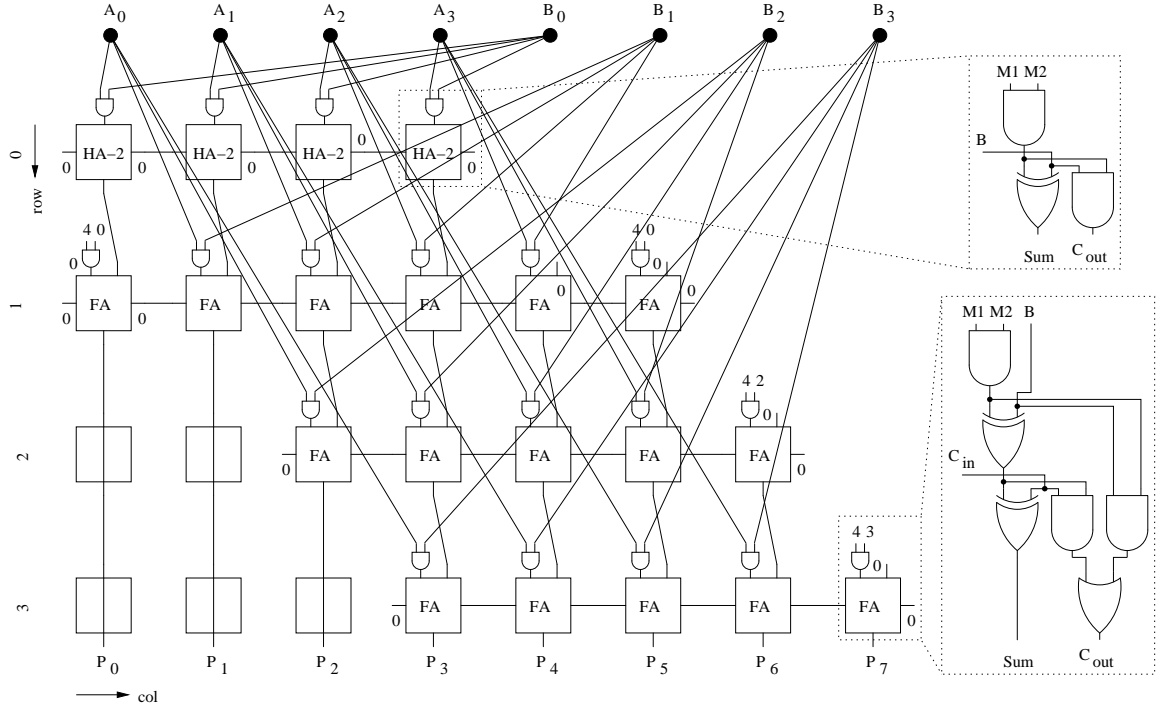 A0 A1 A2 A3 B0 B1 B2 B3
M1 M2
0 row HA−2 HA−2 HA−2 HA−2
0 0 0 0 0
B
Sum Cout
4 0 4 0
0 0
1 FA FA FA FA FA FA
0 0 0 0
M1 M2 B
4 2
0
2 FA FA FA FA FA
0 0
Cin
4 3
0
3 FA FA FA FA FA
0 0
P0 P1 P2 P3 P4 P5 P6 P7
Sum Cout
col